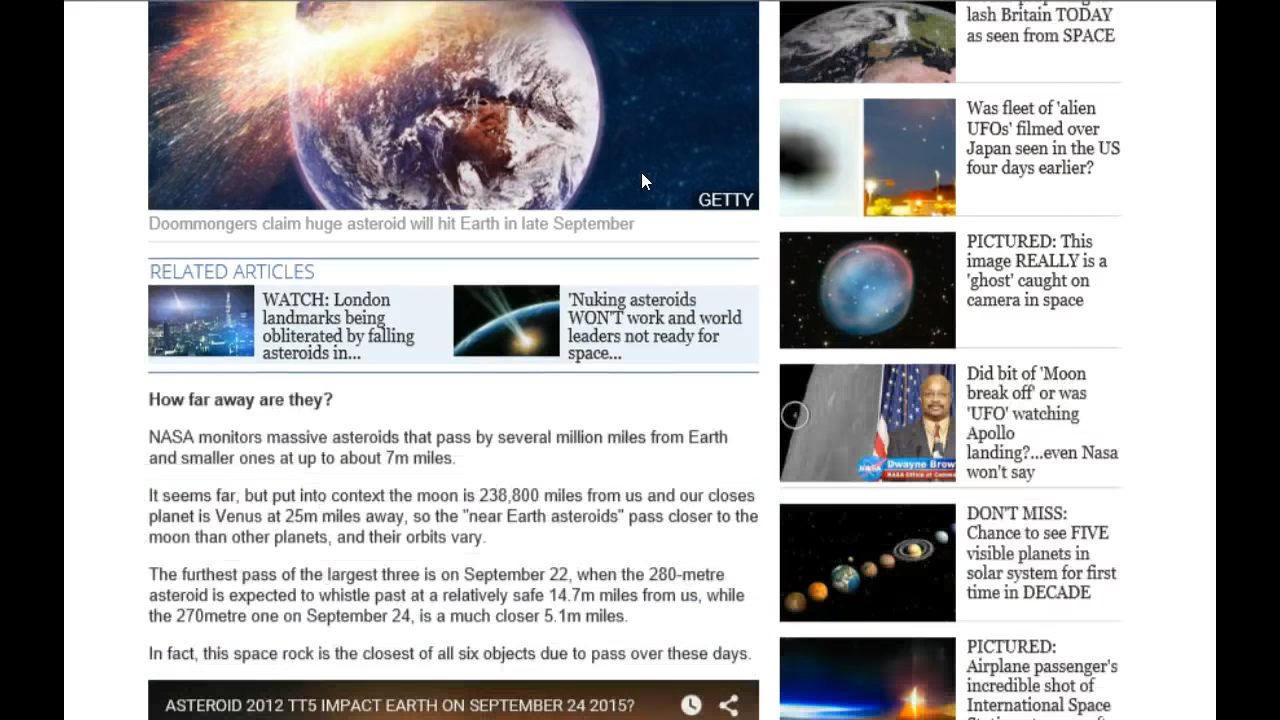 GETTY
Doommongers claim huge asteroid will hit Earth in late September
RELATED ARTICLES
WATCH: London
landmarks being
obliterated by falling
asteroids in...
'Nuking asteroids
WON'T work and world
leaders not ready for
space...
How far away are they?
NASA monitors massive asteroids that pass by several million miles from Earth
and smaller ones at up to about 7m miles.
It seems far, but put into context the moon is 238,800 miles from us and our closes
planet is Venus at 25m miles away, so the "near Earth asteroids" pass closer to the
moon than other planets, and their orbits vary.
The furthest pass of the largest three is on September 22, when the 280-metre
asteroid is expected to whistle past at a relatively safe 14.7m miles from us, while
the 270metre one on September 24, is a much closer 5.1m miles.
In fact, this space rock is the closest of all six objects due to pass over these days.
ASTEROID 2012 TT5 IMPACT EARTH ON SEPTEMBER 24 2015?
lash Britain TODAY
as seen from SPACE
Was fleet of 'alien
UFOs' filmed over
Japan seen in the US
four days earlier?
PICTURED: This
image REALLY is a
'ghost' caught on
camera in space
Did bit of 'Moon
break off' or was
'UFO' watching
Apollo
landing?...even Nasa
won't say
NASA
Dwayne Brow
DON'T MISS:
Chance to see FIVE
visible planets in
solar system for first
time in DECADE
PICTURED:
Airplane passenger's
incredible shot of
International Space